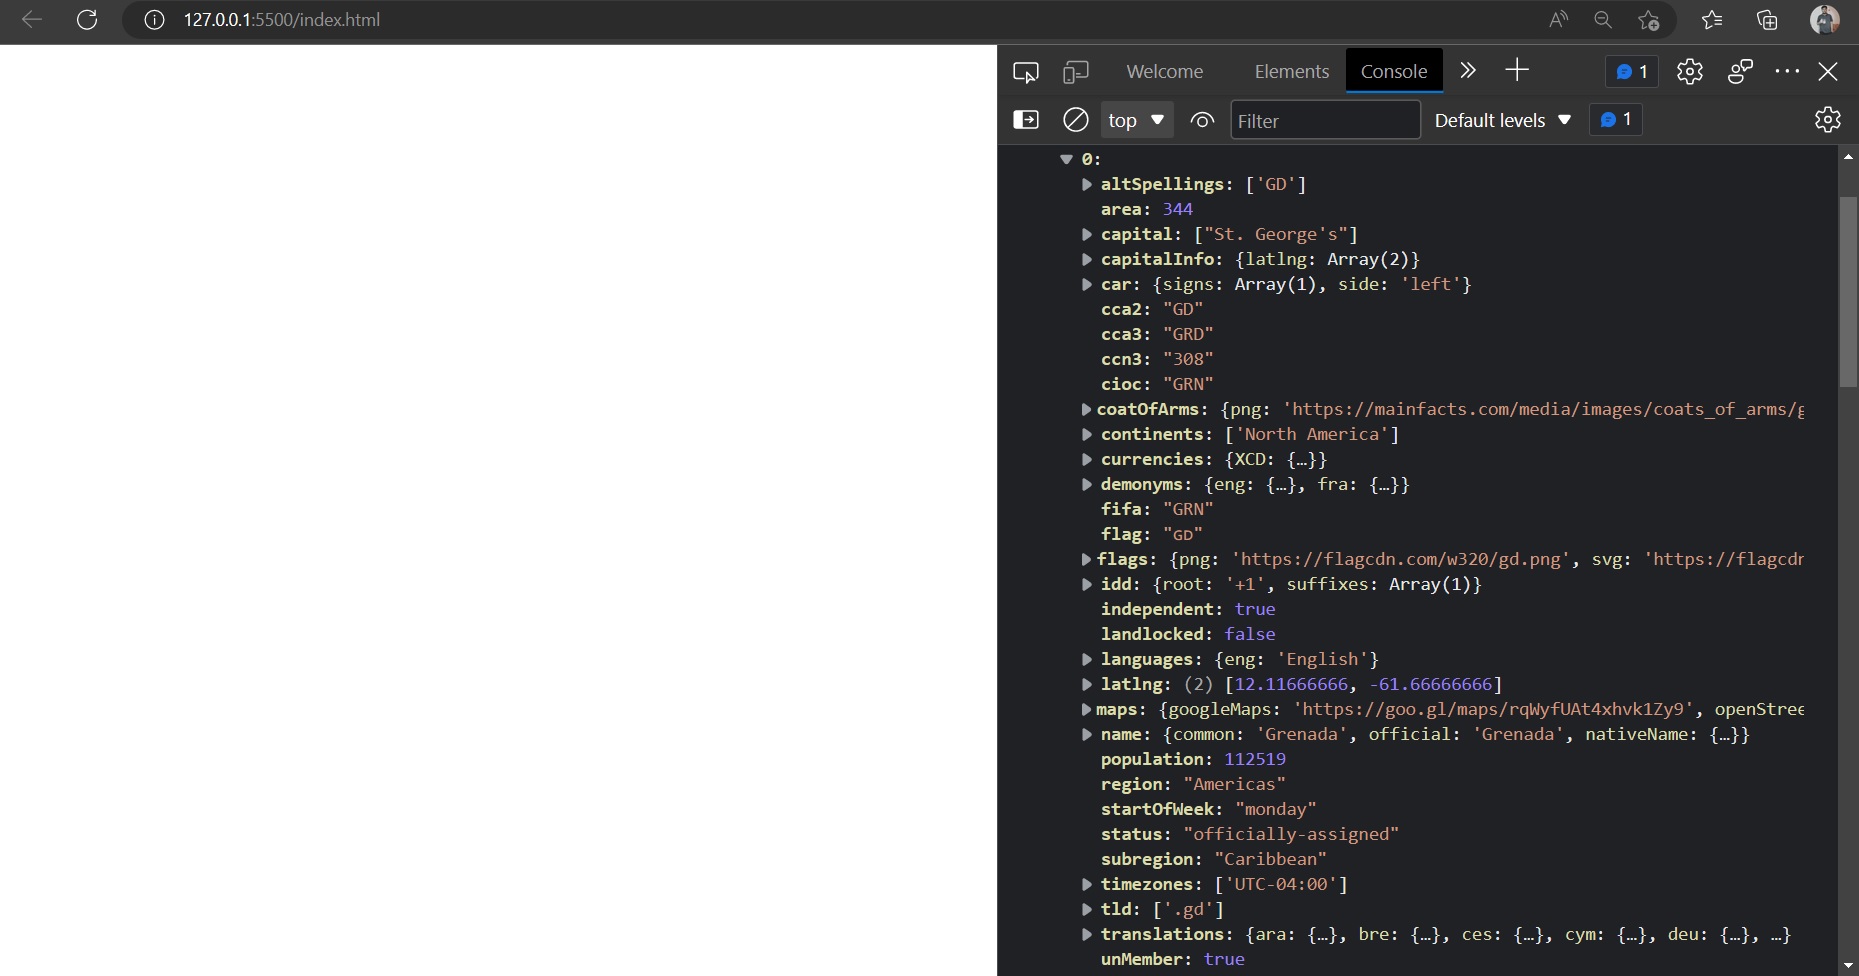 127.0.0.1:5500/index.html
Welcome Elements Console 1
top Filter Default levels 1
0:
altSpellings: ['GD']
area: 344
capital: ["St. George's"]
capitalInfo: {latlng: Array(2)}
car: {signs: Array(1), side: 'left'}
cca2: "GD"
cca3: "GRD"
ccn3: "308"
cioc: "GRN"
coatOfArms: {png: 'https://mainfacts.com/media/images/coats_of_arms/g
continents: ['North America']
currencies: {XCD: {…}}
demonyms: {eng: {…}, fra: {…}}
fifa: "GRN"
flag: "GD"
flags: {png: 'https://flagcdn.com/w320/gd.png', svg: 'https://flagcdn
idd: {root: '+1', suffixes: Array(1)}
independent: true
landlocked: false
languages: {eng: 'English'}
latlng: (2) [12.11666666, -61.66666666]
maps: {googleMaps: 'https://goo.gl/maps/rqWyfUAt4xhvk1Zy9', openStree
name: {common: 'Grenada', official: 'Grenada', nativeName: {…}}
population: 112519
region: "Americas"
startOfWeek: "monday"
status: "officially-assigned"
subregion: "Caribbean"
timezones: ['UTC-04:00']
tld: ['.gd']
translations: {ara: {…}, bre: {…}, ces: {…}, cym: {…}, deu: {…}, …}
unMember: true